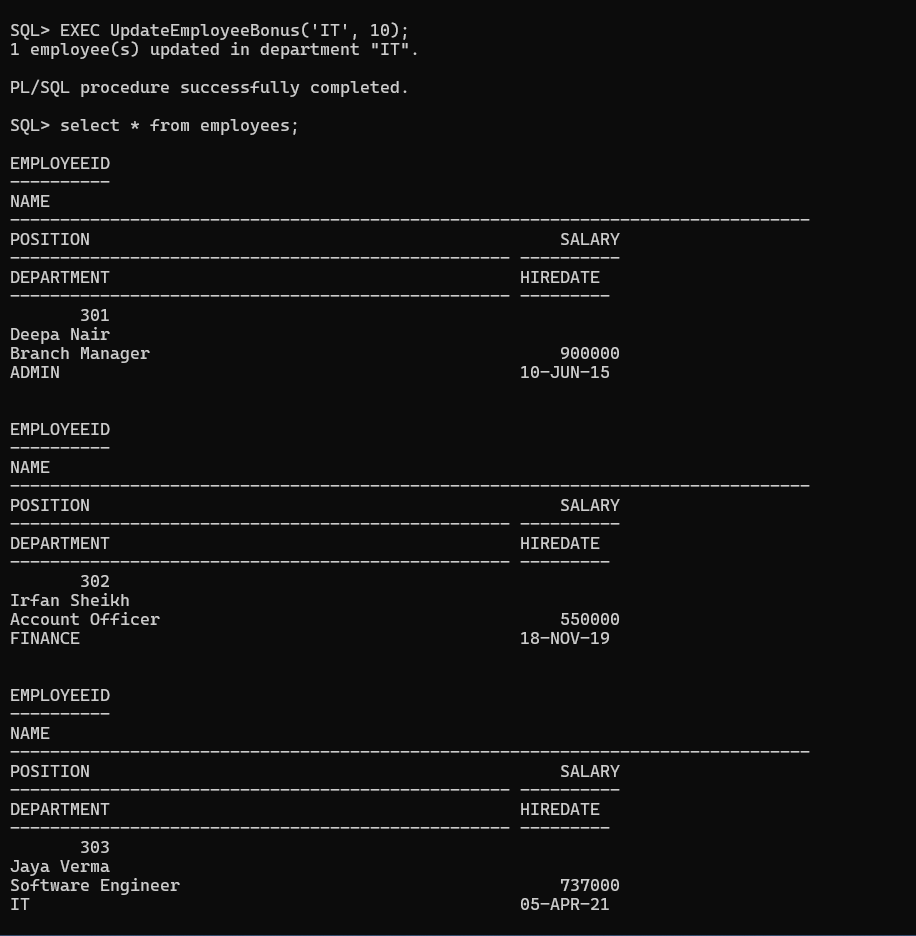 SQL> EXEC UpdateEmployeeBonus('IT', 10);
1 employee(s) updated in department "IT".
PL/SQL procedure successfully completed.
SQL> select * from employees;
EMPLOYEEID
----------
NAME
--------------------------------------------------------------------------------
POSITION                                               SALARY
-------------------------------------------------- ----------
DEPARTMENT                                         HIREDATE
-------------------------------------------------- ---------
       301
Deepa Nair
Branch Manager                                         900000
ADMIN                                              10-JUN-15
EMPLOYEEID
----------
NAME
--------------------------------------------------------------------------------
POSITION                                               SALARY
-------------------------------------------------- ----------
DEPARTMENT                                         HIREDATE
-------------------------------------------------- ---------
       302
Irfan Sheikh
Account Officer                                        550000
FINANCE                                            18-NOV-19
EMPLOYEEID
----------
NAME
--------------------------------------------------------------------------------
POSITION                                               SALARY
-------------------------------------------------- ----------
DEPARTMENT                                         HIREDATE
-------------------------------------------------- ---------
       303
Jaya Verma
Software Engineer                                      737000
IT                                                 05-APR-21